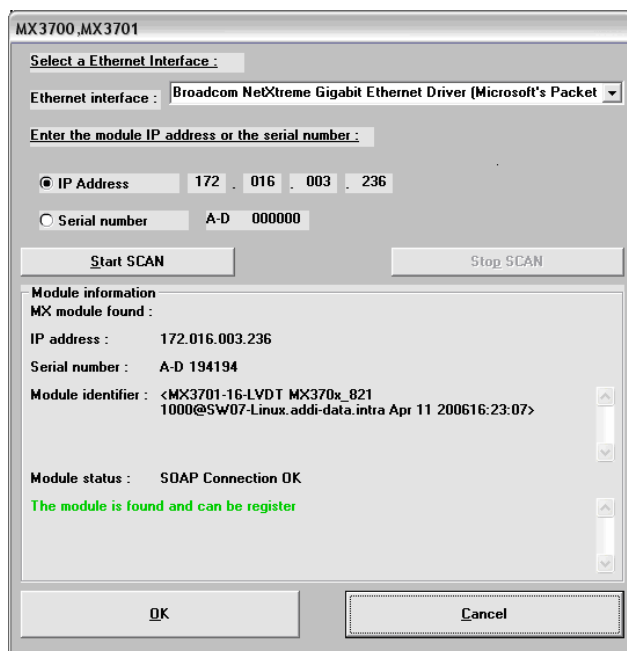 MX3700,MX3701
Select a Ethernet Interface :
Ethernet interface : Broadcom NetXtreme Gigabit Ethernet Driver (Microsoft's Packet
Enter the module IP address or the serial number :
IP Address 172 . 016 . 003 . 236
Serial number A-D 000000
Start SCAN Stop SCAN
Module information
MX module found :
IP address : 172.016.003.236
Serial number : A-D 194194
Module identifier : <MX3701-16-LVDT MX370x_821
1000@SW07-Linux.addi-data.intra Apr 11 200616:23:07>
Module status : SOAP Connection OK
The module is found and can be register
OK Cancel